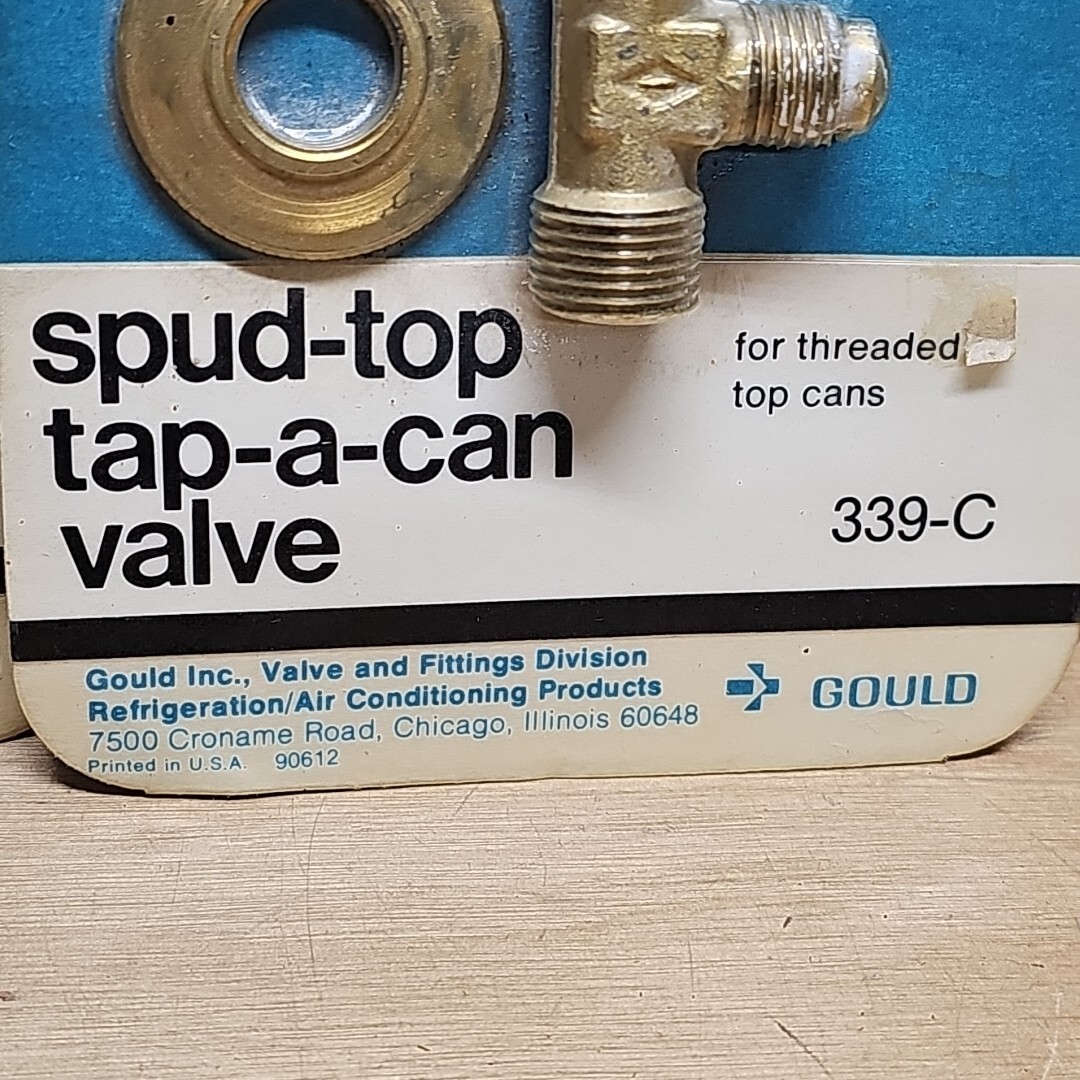 spud-top
tap-a-can
valve
for threaded
top cans
339-C
Gould Inc., Valve and Fittings Division
Refrigeration/Air Conditioning Products
7500 Croname Road, Chicago, Illinois 60648
Printed in U.S.A. 90612
GOULD